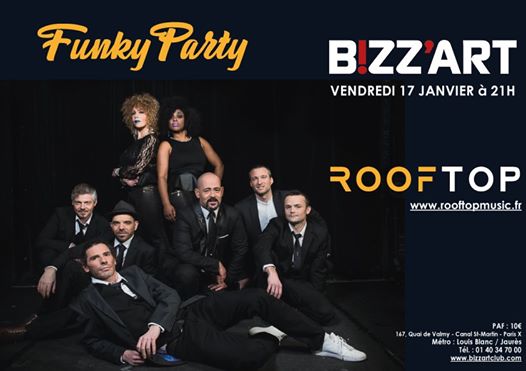 Funky Party
B!ZZ'ART
VENDREDI 17 JANVIER à 21H
ROOFTOP
www.rooftopmusic.fr
PAF : 10€
167, Quai de Valmy - Canal St-Martin - Paris X
Métro : Louis Blanc / Jaurès
Tél. : 01 40 34 70 00
www.bizzartclub.com